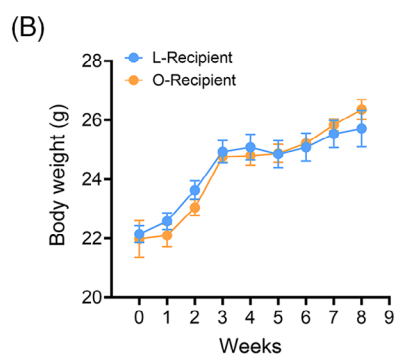 (B)
L-Recipient
O-Recipient
Body weight (g)
28
26
24
22
20
0 1 2 3 4 5 6 7 8 9
Weeks